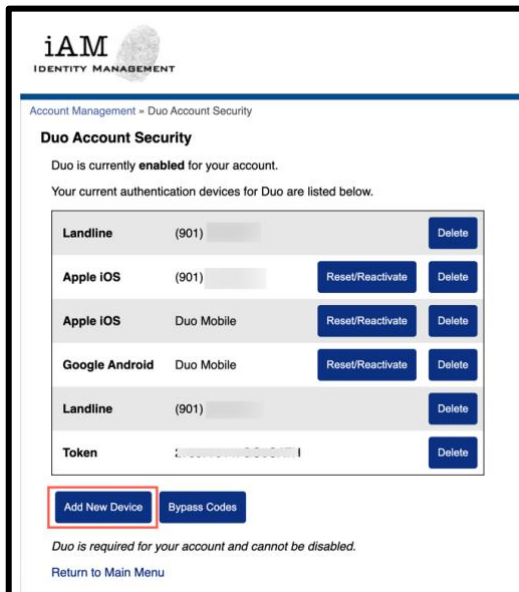 iAM
IDENTITY MANAGEMENT
Account Management » Duo Account Security
Duo Account Security
Duo is currently enabled for your account.
Your current authentication devices for Duo are listed below.
Landline (901) Delete
Apple iOS (901) Reset/Reactivate Delete
Apple iOS Duo Mobile Reset/Reactivate Delete
Google Android Duo Mobile Reset/Reactivate Delete
Landline (901) Delete
Token Delete
Add New Device Bypass Codes
Duo is required for your account and cannot be disabled.
Return to Main Menu